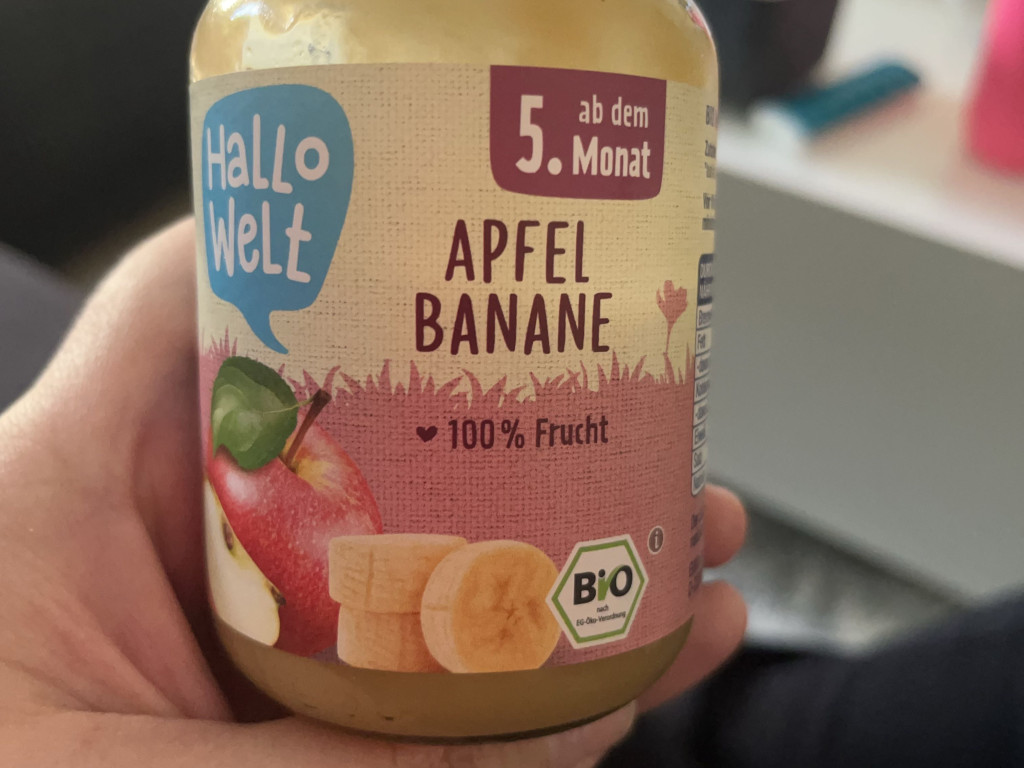 Hallo
Welt
5. ab dem
Monat
APFEL
BANANE
100% Frucht
BiO
nach
EG-Öko-Verordnung
i